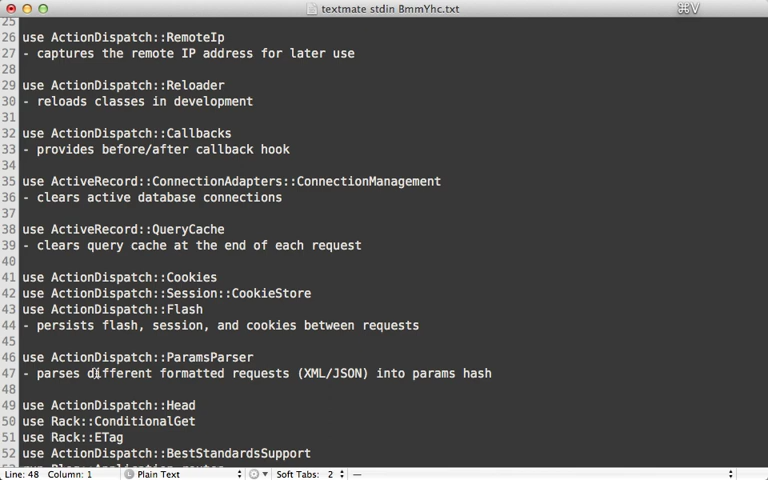 textmate stdin BmmYhc.txt
⌘V
25
26 use ActionDispatch::RemoteIp
27 - captures the remote IP address for later use
28
29 use ActionDispatch::Reloader
30 - reloads classes in development
31
32 use ActionDispatch::Callbacks
33 - provides before/after callback hook
34
35 use ActiveRecord::ConnectionAdapters::ConnectionManagement
36 - clears active database connections
37
38 use ActiveRecord::QueryCache
39 - clears query cache at the end of each request
40
41 use ActionDispatch::Cookies
42 use ActionDispatch::Session::CookieStore
43 use ActionDispatch::Flash
44 - persists flash, session, and cookies between requests
45
46 use ActionDispatch::ParamsParser
47 - parses different formatted requests (XML/JSON) into params hash
48
49 use ActionDispatch::Head
50 use Rack::ConditionalGet
51 use Rack::ETag
52 use ActionDispatch::BestStandardsSupport
Line: 48 Column: 1 L Plain Text Soft Tabs: 2 —